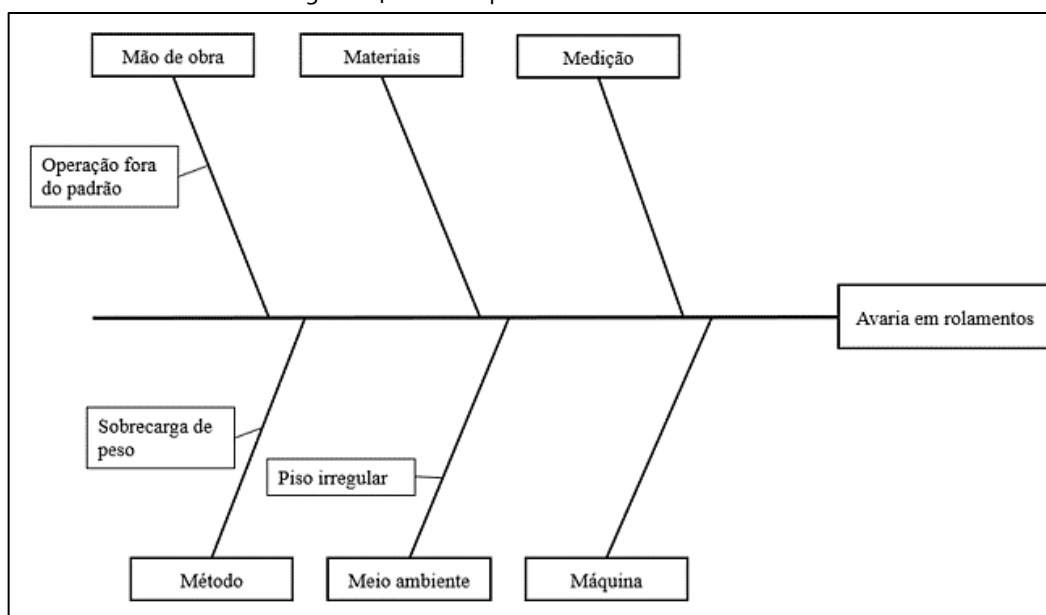 Mão de obra
Materiais
Medição
Operação fora
do padrão
Avaria em rolamentos
Sobrecarga de
peso
Piso irregular
Método
Meio ambiente
Máquina